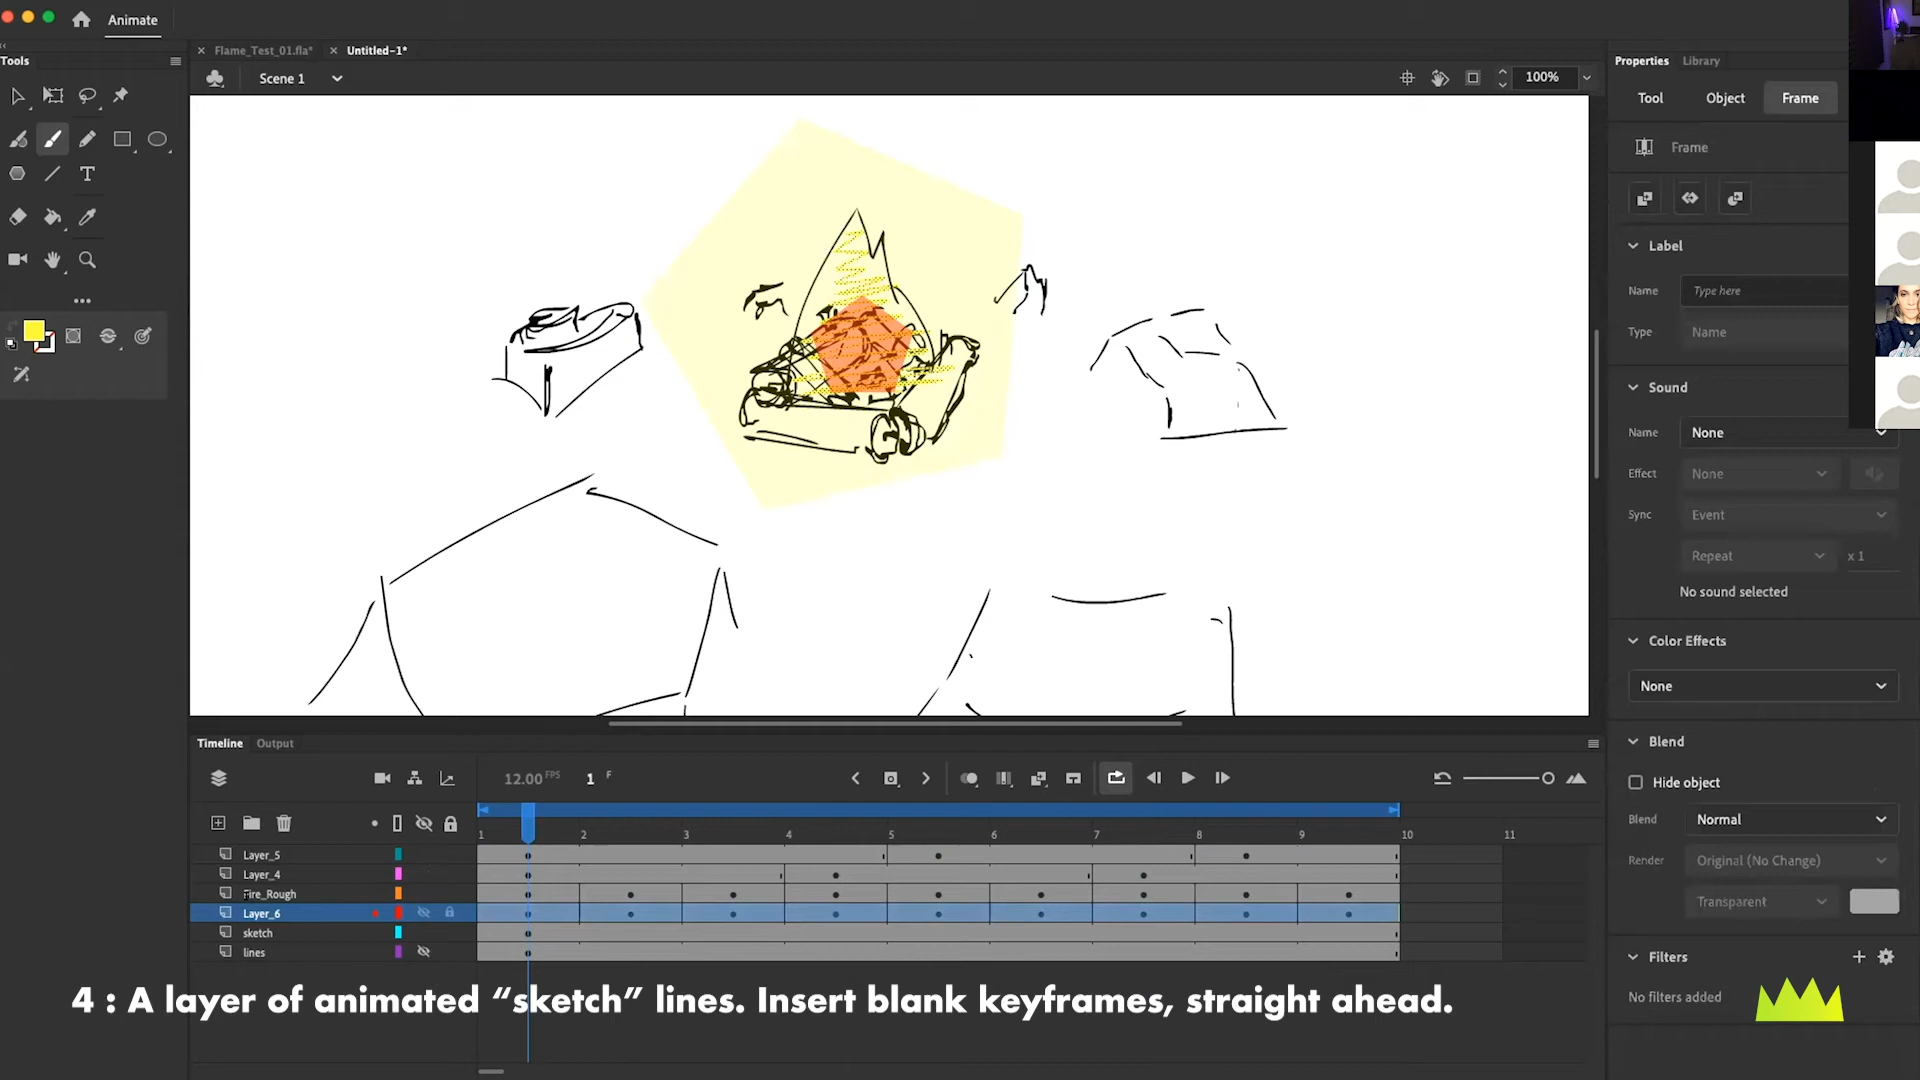 Animate
Flame_Test_01.fla*
Untitled-1*
Tools
Scene 1
100%
Properties
Library
Tool
Object
Frame
Frame
Label
Name
Type here
Type
Name
Sound
Name
None
Effect
None
Sync
Event
Repeat
x 1
No sound selected
Color Effects
None
Blend
Hide object
Blend
Normal
Render
Original (No Change)
Transparent
Filters
No filters added
Timeline
Output
12.00 FPS
1 F
1 2 3 4 5 6 7 8 9 10 11
Layer_5
Layer_4
Fire_Rough
Layer_6
sketch
lines
4 : A layer of animated “sketch” lines. Insert blank keyframes, straight ahead.